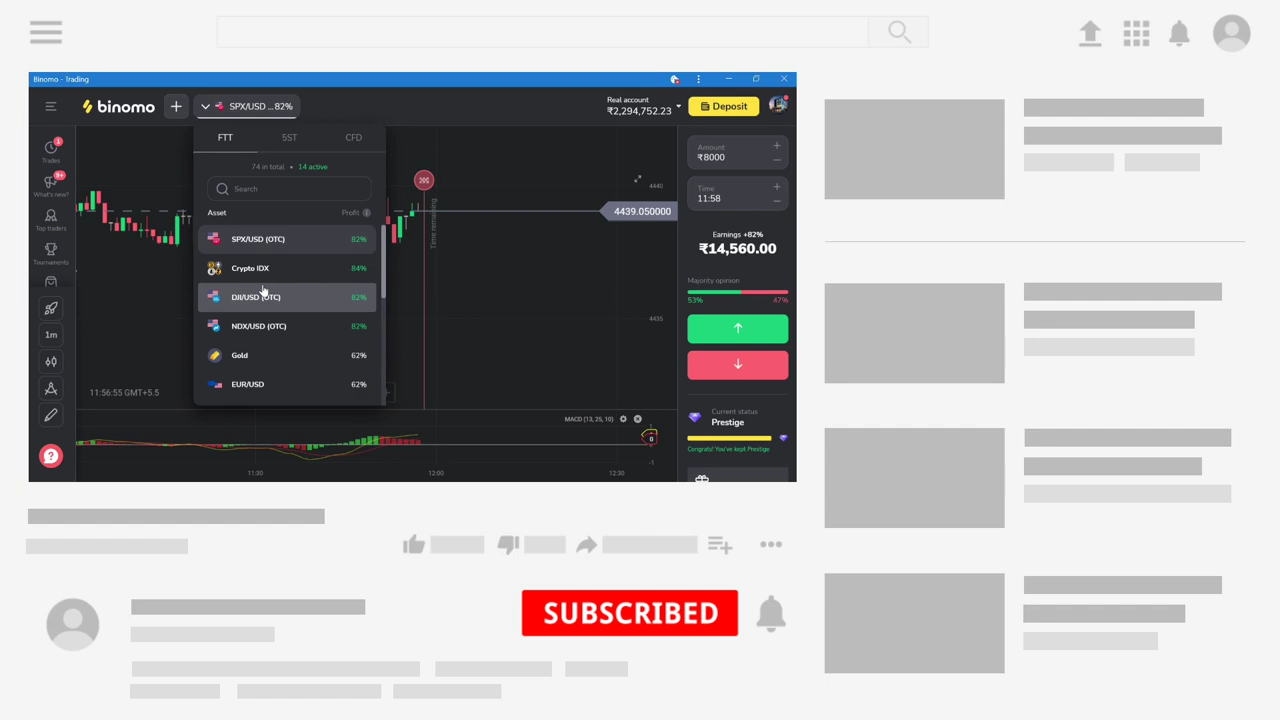 Binomo - Trading
binomo
SPX/USD ...82%
Real account
₹2,294,752.23
Deposit
FTT 5ST CFD
74 in total • 14 active
Search
Asset Profit
SPX/USD (OTC) 82%
Crypto IDX 84%
DJI/USD (OTC) 82%
NDX/USD (OTC) 82%
Gold 62%
EUR/USD 62%
1
Trades
9+
What's new?
Top traders
Tournaments
1m
?
Time remaining
4440
4439.050000
4435
11:56:55 GMT+5.5
MACD (13, 25, 10)
0
-1
11:30 12:00 12:30
Amount
₹8000
Time
11:58
Earnings +82%
₹14,560.00
Majority opinion
53% 47%
Current status
Prestige
Congrats! You've kept Prestige
SUBSCRIBED